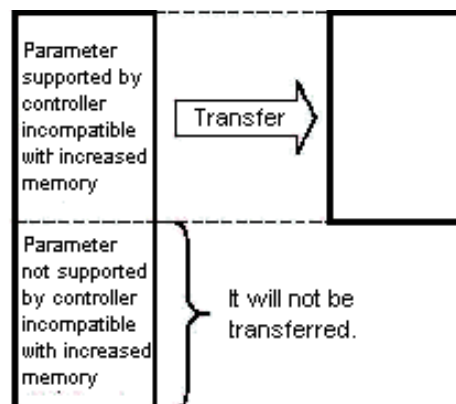 Parameter
supported by
controller
incompatible
with increased
memory
Transfer
Parameter
not supported
by controller
incompatible
with increased
memory
It will not be
transferred.